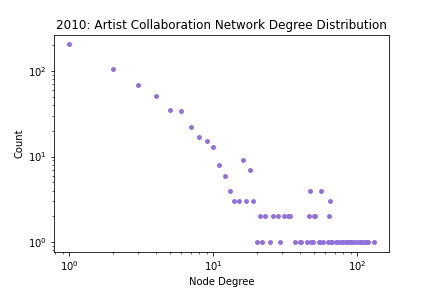 2010: Artist Collaboration Network Degree Distribution
Count
10²
10¹
10⁰
10⁰ 10¹ 10²
Node Degree